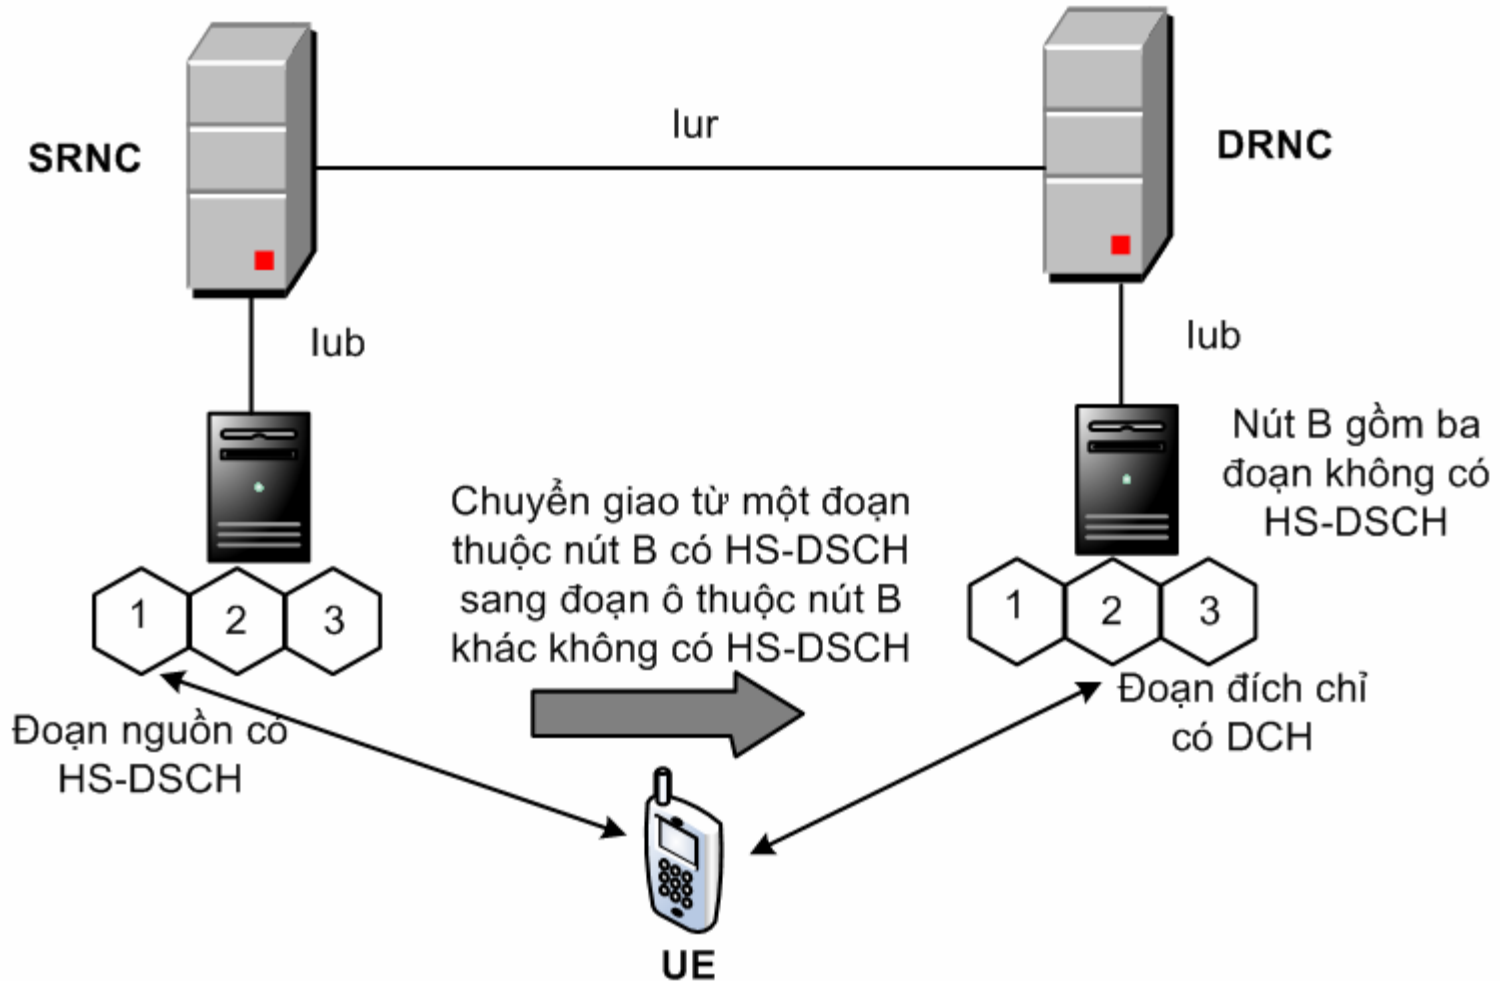 SRNC
Iur
DRNC
Iub
Iub
Nút B gồm ba
đoạn không có
HS-DSCH
Chuyển giao từ một đoạn
thuộc nút B có HS-DSCH
sang đoạn ô thuộc nút B
khác không có HS-DSCH
1
2
3
1
2
3
Đoạn nguồn có
HS-DSCH
Đoạn đích chỉ
có DCH
UE